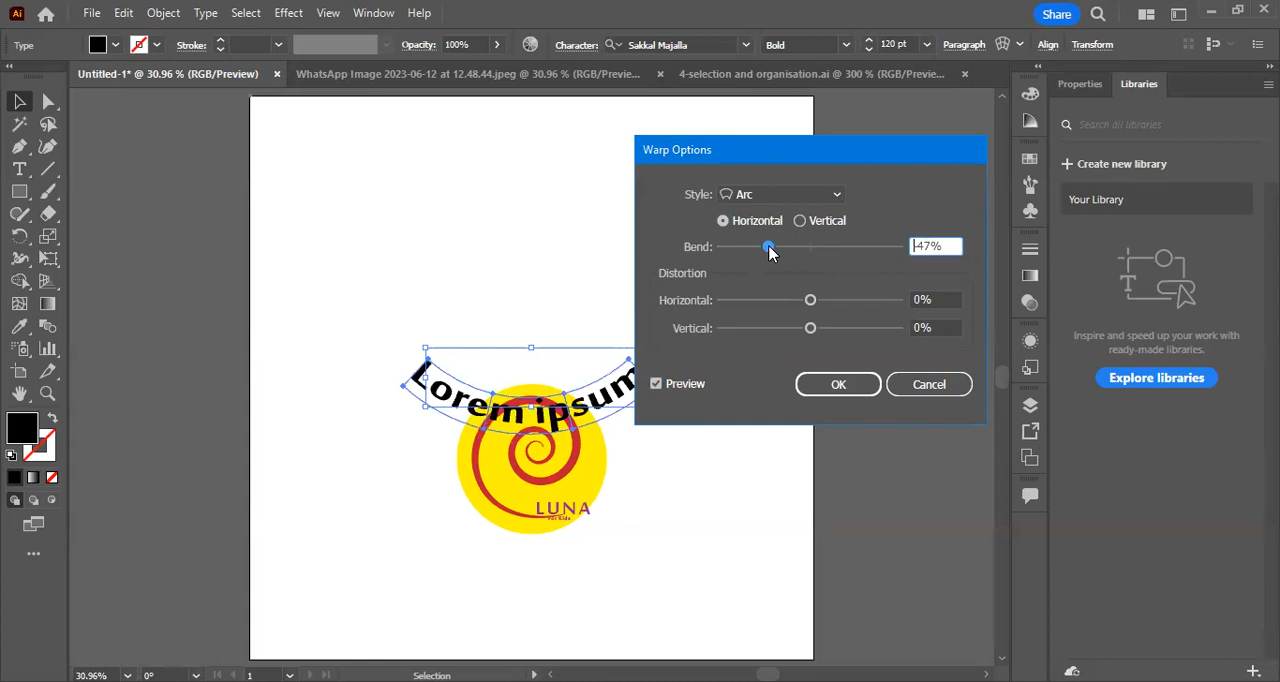 Ai File Edit Object Type Select Effect View Window Help Share
Type Stroke: Opacity: 100% Character: Sakkal Majalla Bold 120 pt Paragraph Align Transform
Untitled-1* @ 30.96 % (RGB/Preview) WhatsApp Image 2023-06-12 at 12.48.44.jpeg @ 30.96 % (RGB/Previe... 4-selection and organisation.ai @ 300 % (RGB/Previe... Properties Libraries
Search all libraries
Warp Options
Create new library
Style: Arc
Your Library
Horizontal Vertical
Bend: -47%
Distortion
Horizontal: 0%
Vertical: 0%
Inspire and speed up your work with
ready-made libraries.
Preview OK Cancel
Explore libraries
Lorem ipsum
LUNA
For Kids
30.96% 0° 1 Selection